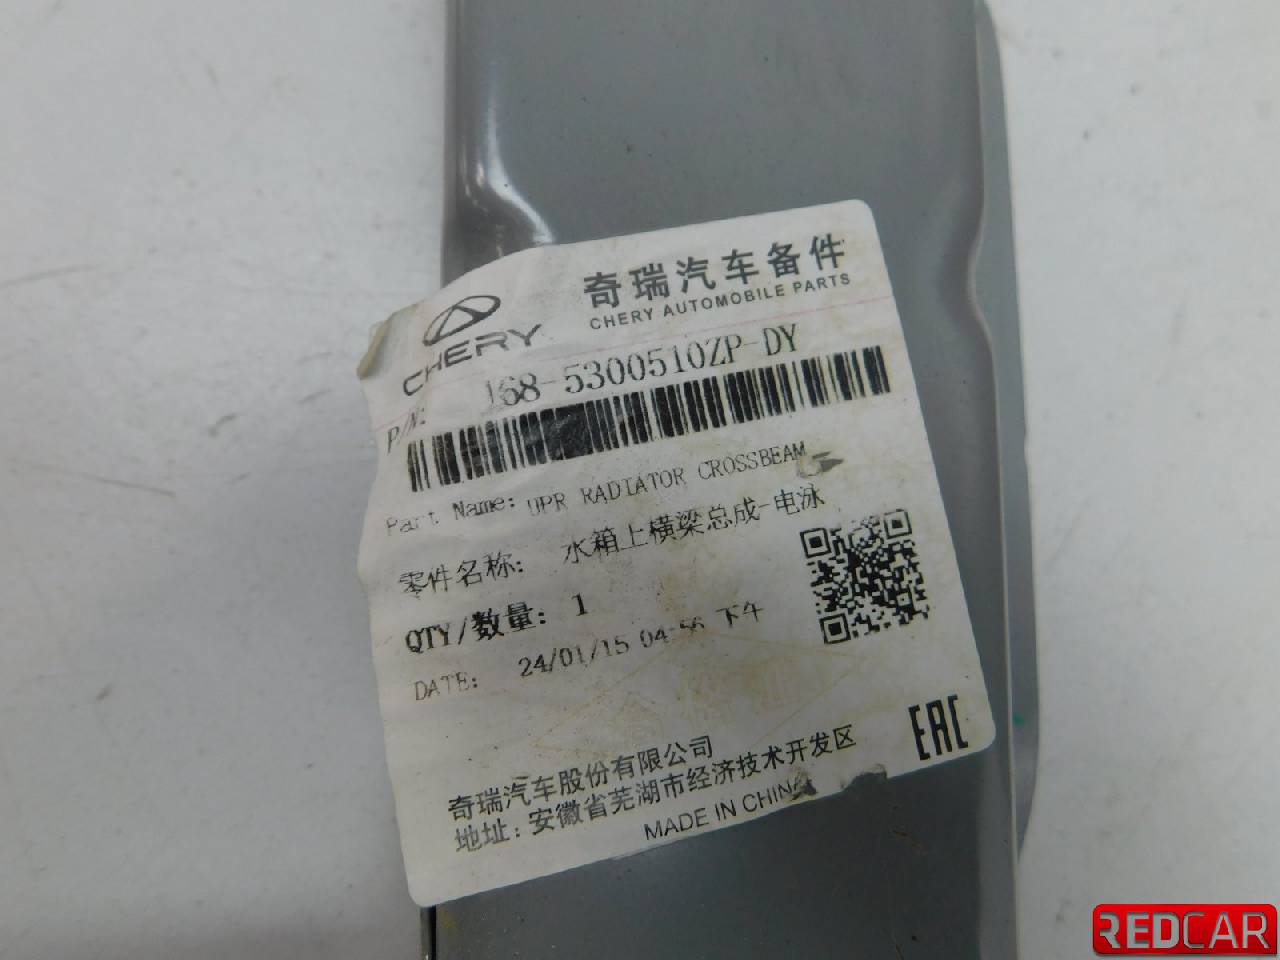 CHERY
奇瑞汽车备件
CHERY AUTOMOBILE PARTS
P/N: J68-5300510ZP-DY
Part Name: UPR RADIATOR CROSSBEAM
零件名称: 水箱上横梁总成-电泳
QTY/数量: 1
DATE: 24/01/15 04:56 下午
EAC
奇瑞汽车股份有限公司
地址: 安徽省芜湖市经济技术开发区
MADE IN CHINA
REDCAR